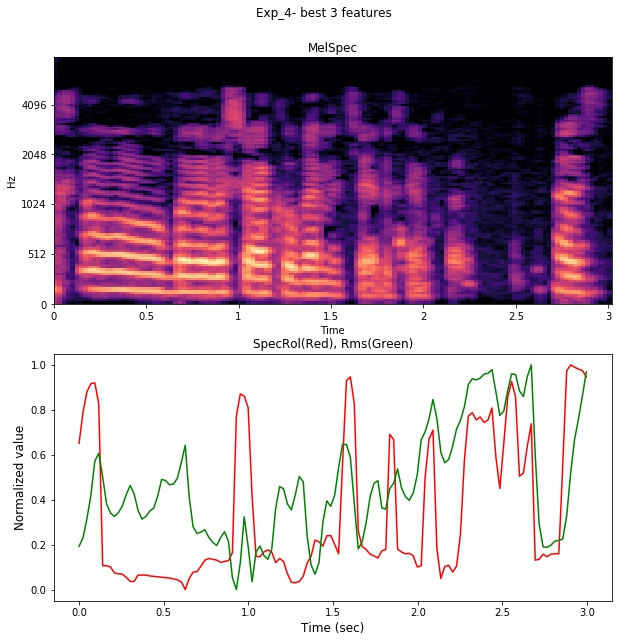 Exp_4- best 3 features
MelSpec
4096
2048
1024
512
0
Hz
0 0.5 1 1.5 2 2.5 3
Time
SpecRol(Red), Rms(Green)
1.0
0.8
0.6
0.4
0.2
0.0
Normalized value
0.0 0.5 1.0 1.5 2.0 2.5 3.0
Time (sec)